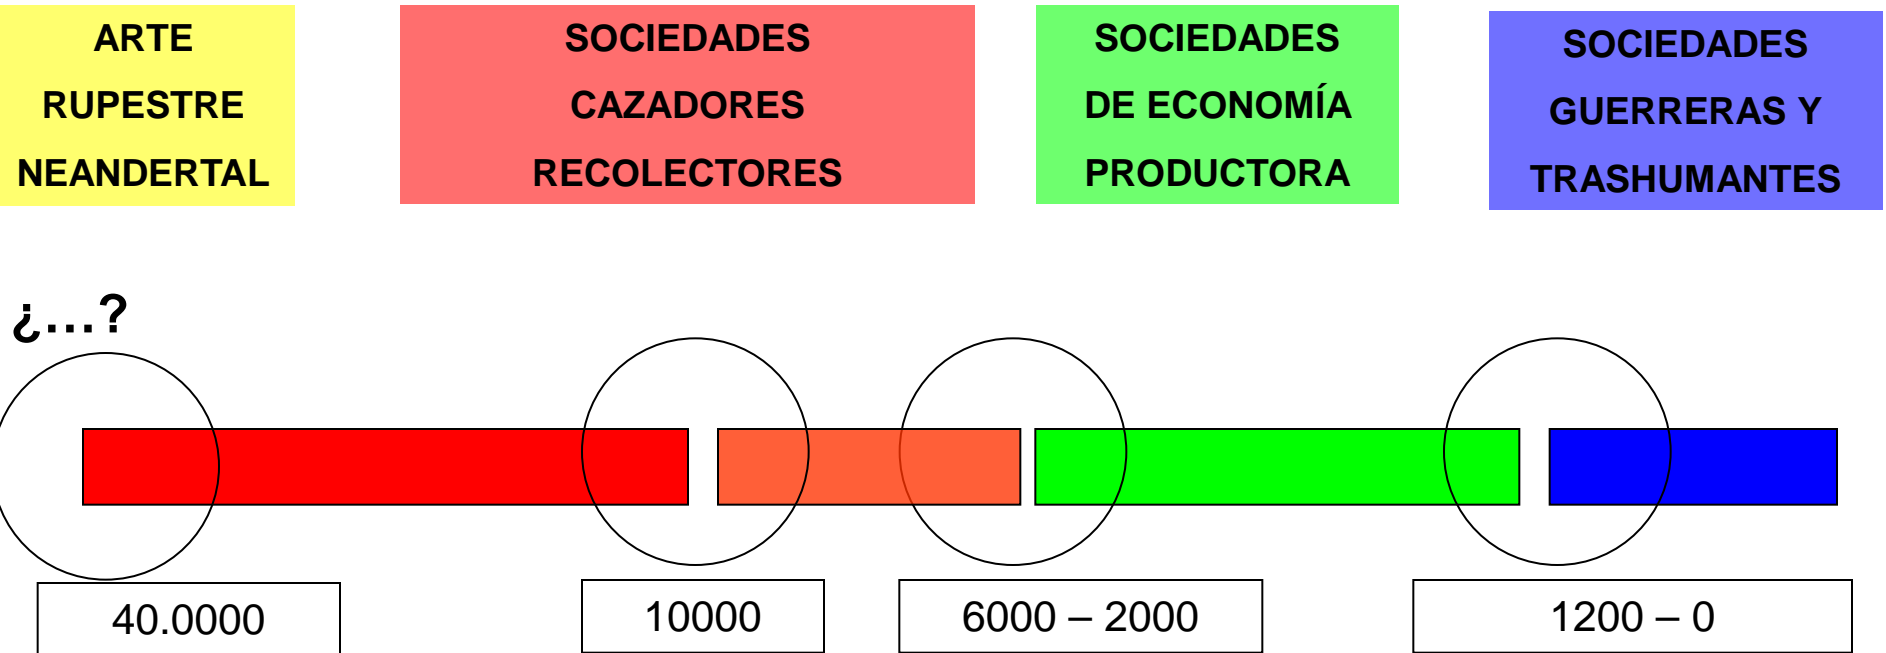 ARTE
RUPESTRE
NEANDERTAL
SOCIEDADES
CAZADORES
RECOLECTORES
SOCIEDADES
DE ECONOMÍA
PRODUCTORA
SOCIEDADES
GUERRERAS Y
TRASHUMANTES
¿…?
40.0000
10000
6000 – 2000
1200 – 0